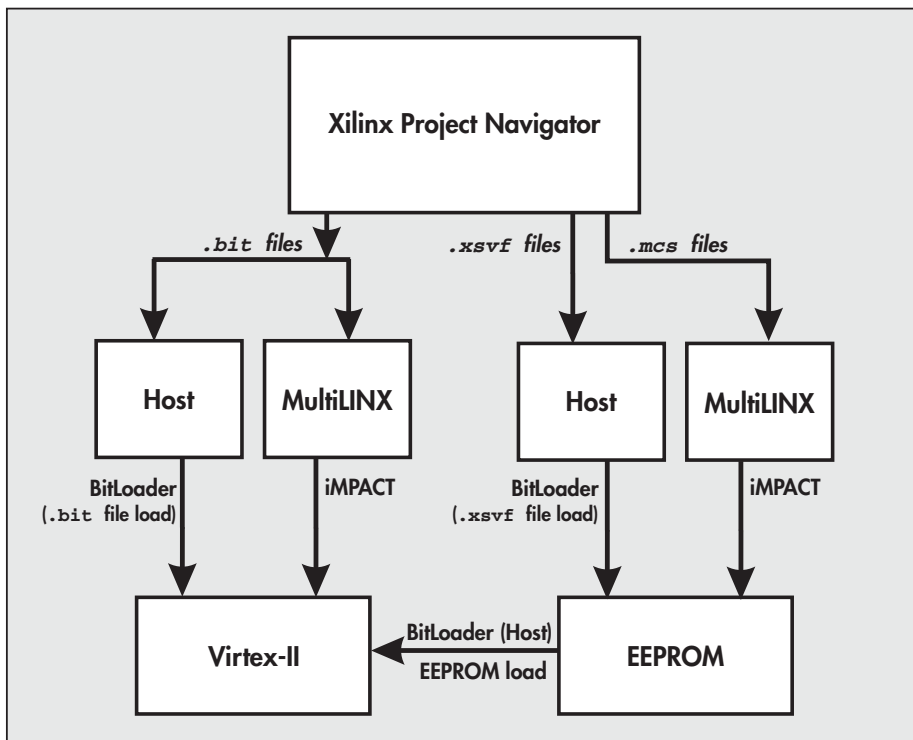 Xilinx Project Navigator
.bit files
.xsvf files
.mcs files
Host
MultiLINX
Host
MultiLINX
BitLoader
(.bit file load)
iMPACT
BitLoader
(.xsvf file load)
iMPACT
Virtex-II
BitLoader (Host)
EEPROM load
EEPROM